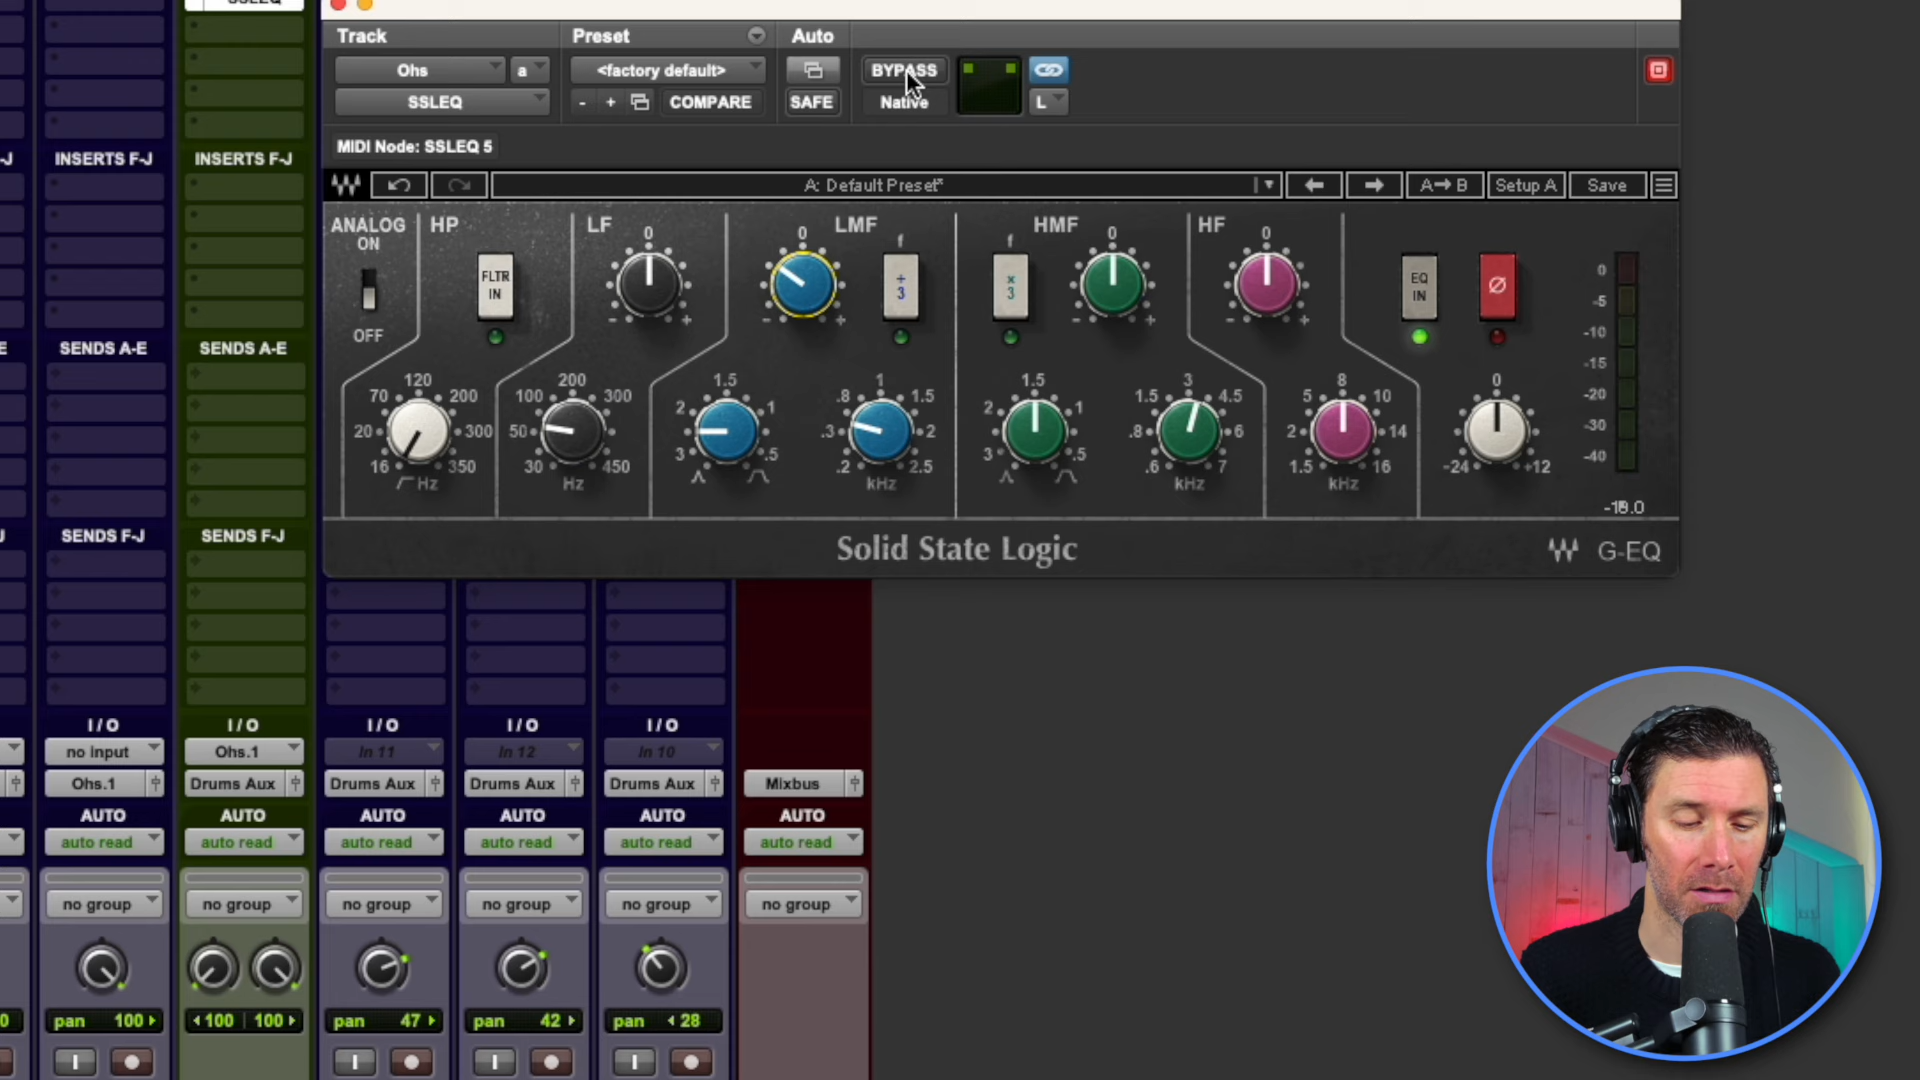 SSLEQ
Track
Preset
Auto
Ohs
a
<factory default>
BYPASS
SSLEQ
- + COMPARE
SAFE
Native
L
MIDI Node: SSLEQ 5
A: Default Preset*
A→B
Setup A
Save
ANALOG
ON
OFF
HP
FLTR
IN
LF
0
- +
LMF
0
- +
f
÷
3
HMF
f
x
3
0
- +
HF
0
- +
EQ
IN
Ø
0
-5
-10
-15
-20
-30
-40
-18.0
16 20 70 120 200 300 350
Hz
30 50 100 200 300 450
Hz
3 2 1.5 1 .5
.2 .3 .8 1 1.5 2 2.5
kHz
3 2 1.5 1 .5
.6 .8 1.5 3 4.5 6 7
kHz
1.5 2 5 8 10 14 16
kHz
-24 0 +12
Solid State Logic
G-EQ
-J INSERTS F-J INSERTS F-J
E SENDS A-E SENDS A-E
J SENDS F-J SENDS F-J
I/O I/O I/O I/O I/O
no input Ohs.1 In 11 In 12 In 10
Ohs.1 Drums Aux Drums Aux Drums Aux Drums Aux Mixbus
AUTO AUTO AUTO AUTO AUTO AUTO
auto read auto read auto read auto read auto read auto read
no group no group no group no group no group no group
0 pan 100 100 100 pan 47 pan 42 pan 28
I I I I